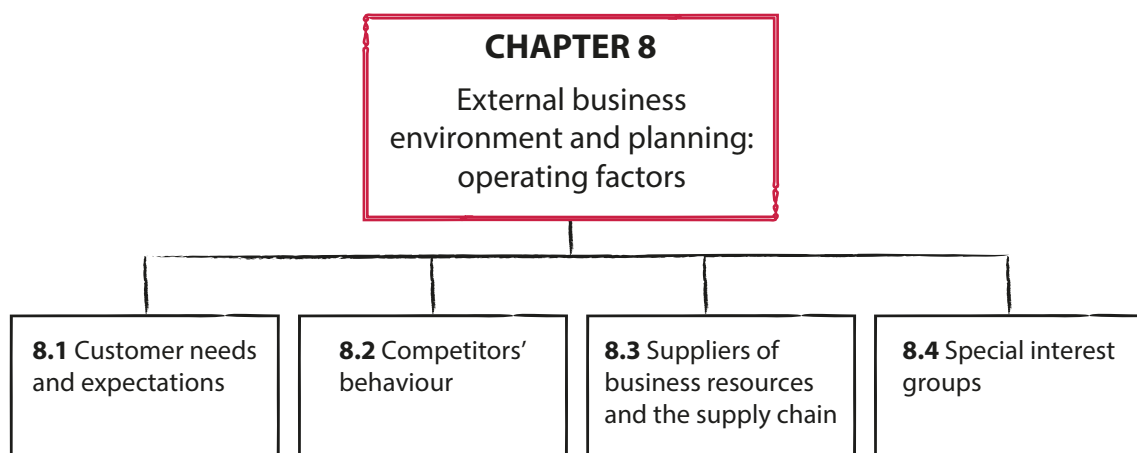 CHAPTER 8
External business
environment and planning:
operating factors
8.1 Customer needs
and expectations
8.2 Competitors’
behaviour
8.3 Suppliers of
business resources
and the supply chain
8.4 Special interest
groups